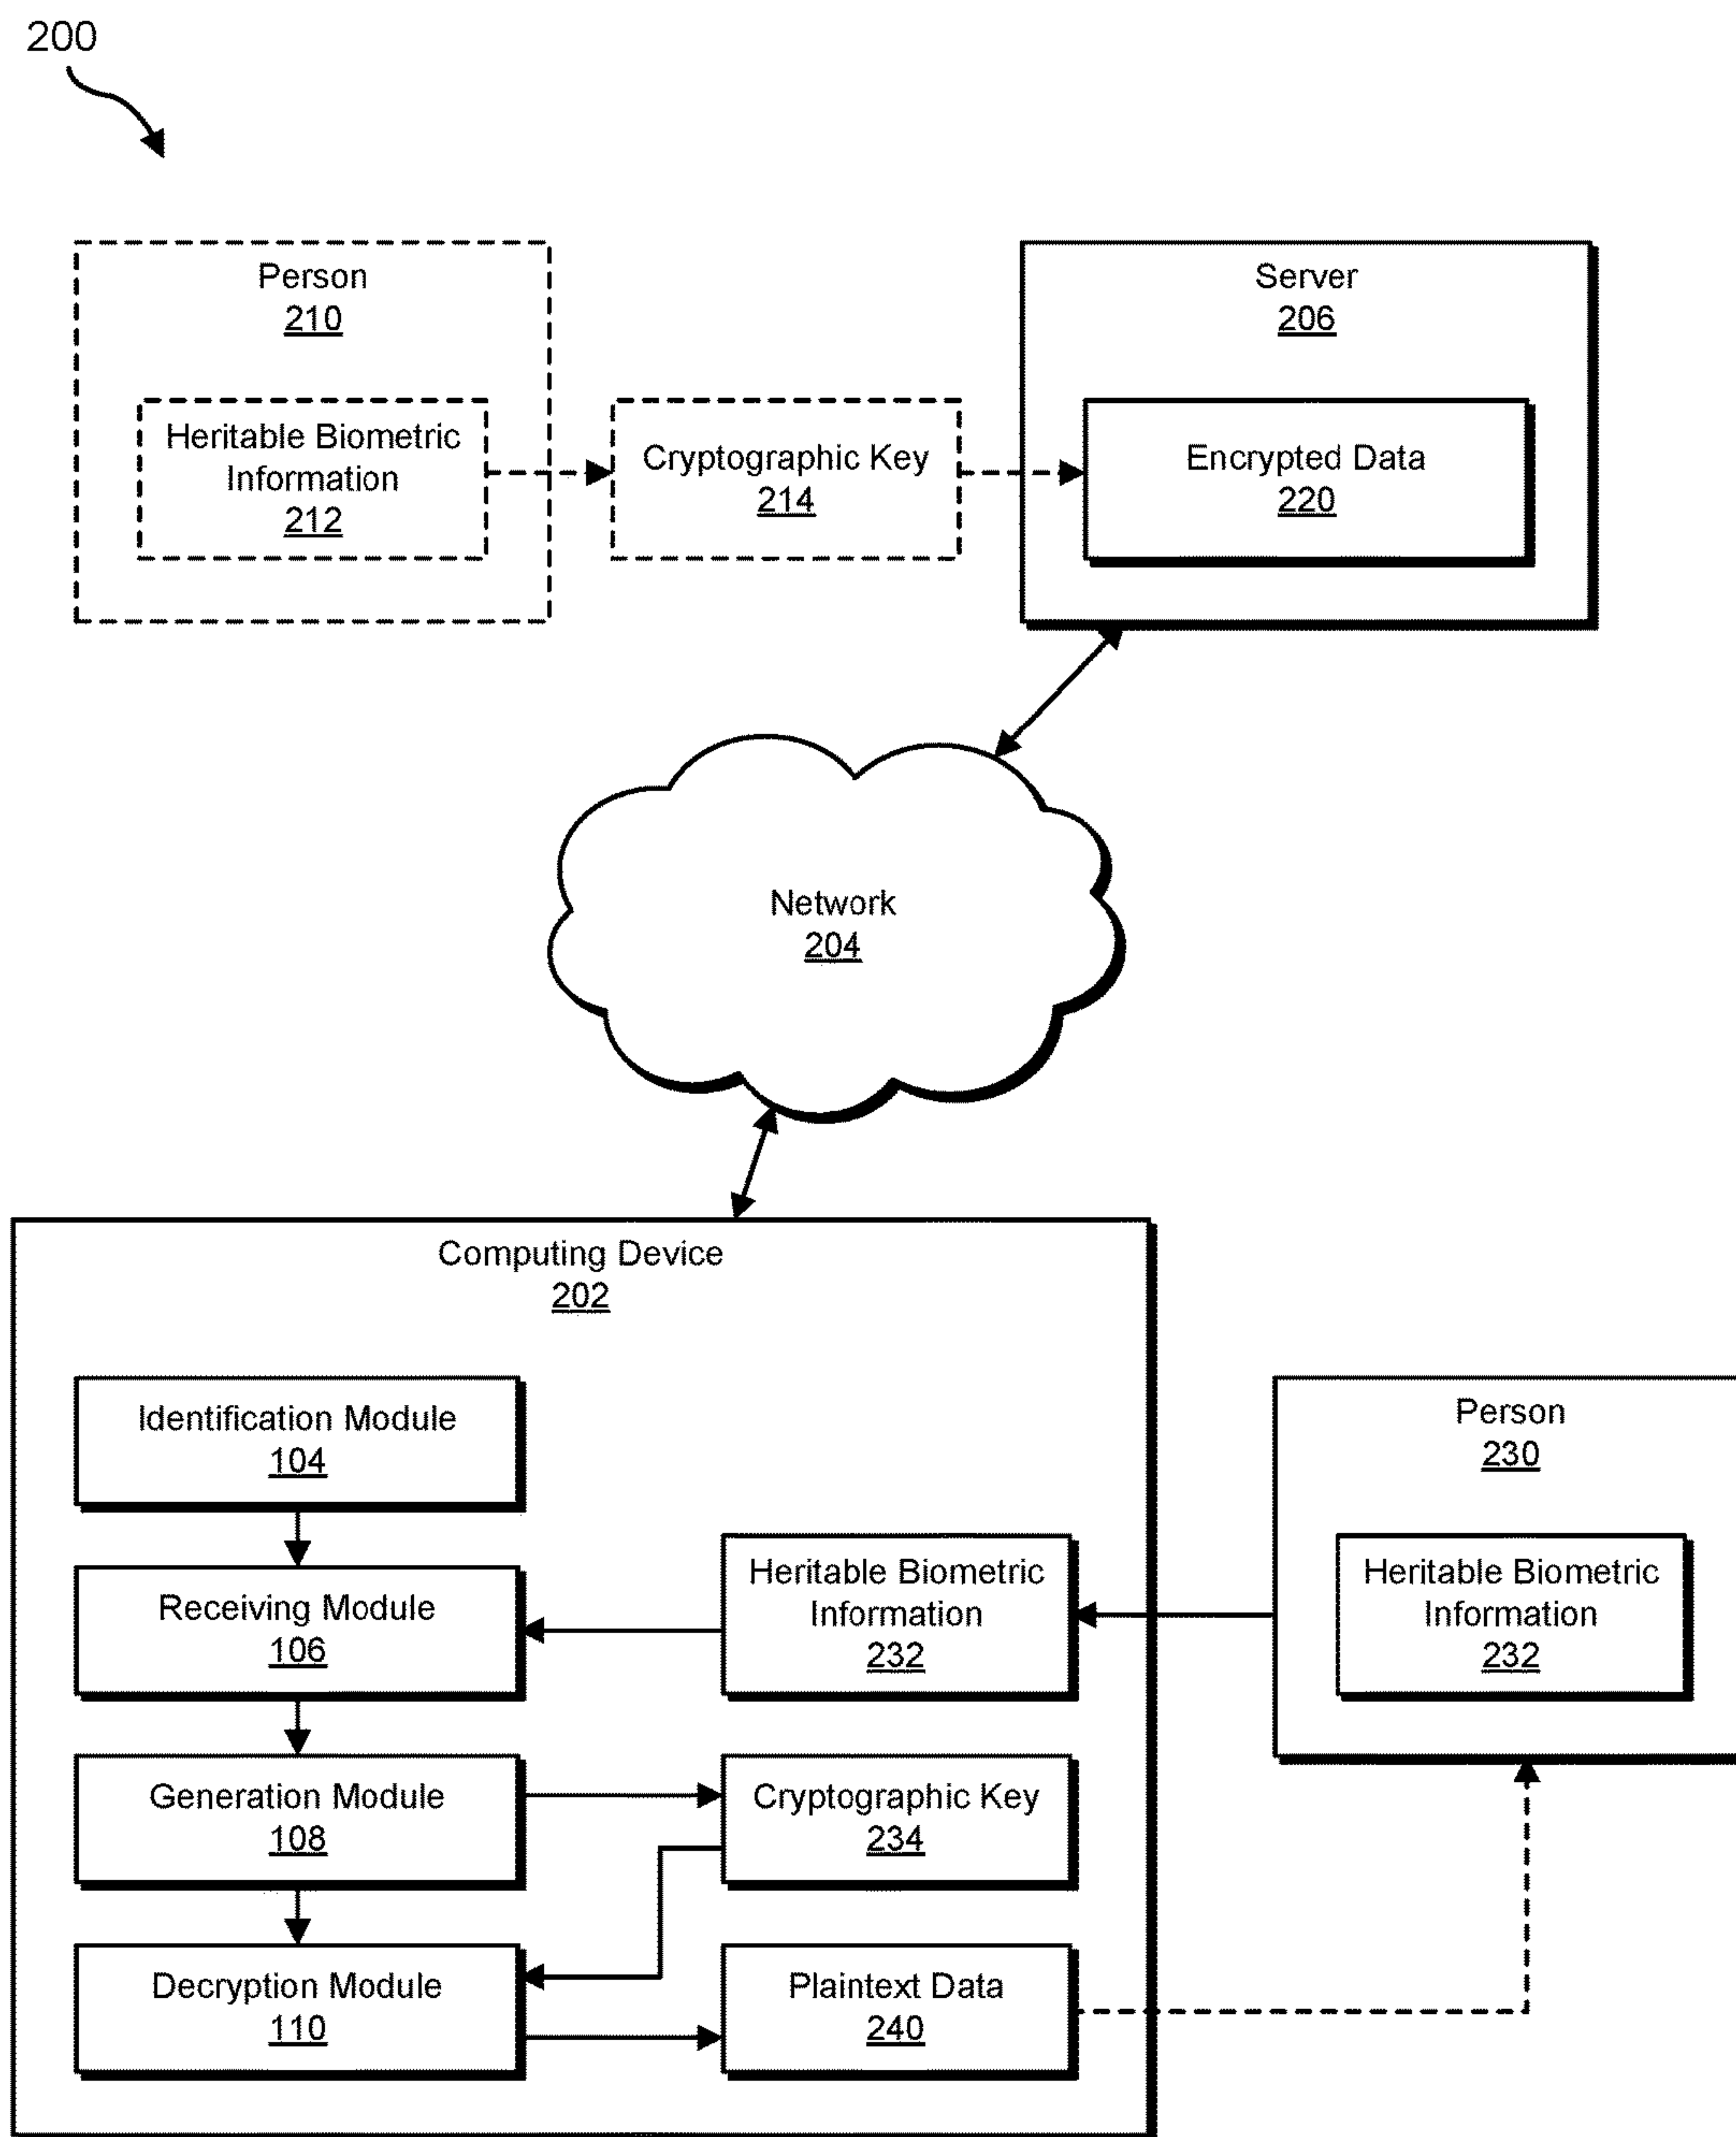 200
Person
210
Heritable Biometric
Information
212
Cryptographic Key
214
Server
206
Encrypted Data
220
Network
204
Computing Device
202
Identification Module
104
Receiving Module
106
Generation Module
108
Decryption Module
110
Heritable Biometric
Information
232
Cryptographic Key
234
Plaintext Data
240
Person
230
Heritable Biometric
Information
232